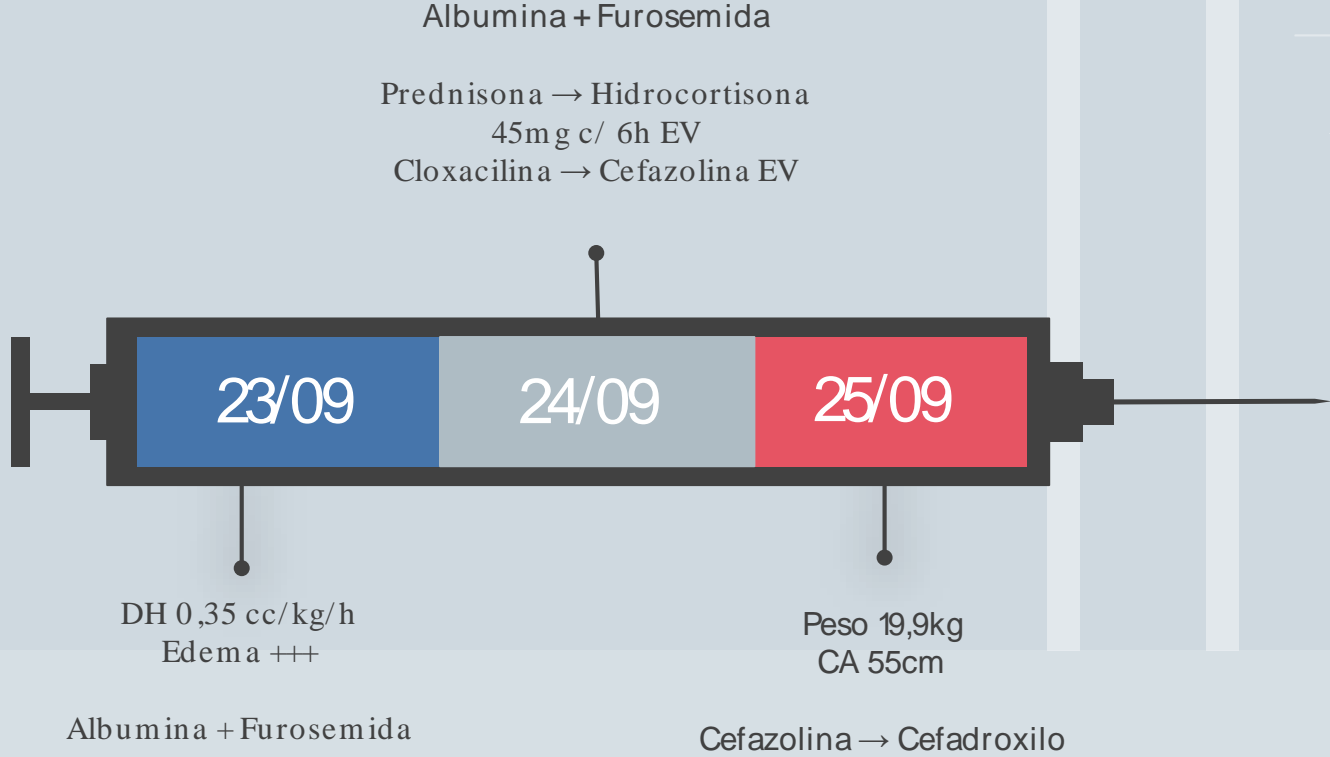 Albumina + Furosemida
Prednisona → Hidrocortisona
45mg c/ 6h EV
Cloxacilina → Cefazolina EV
23/09
24/09
25/09
DH 0,35 cc/kg/h
Edema +++
Albumina + Furosemida
Peso 19,9kg
CA 55cm
Cefazolina → Cefadroxilo